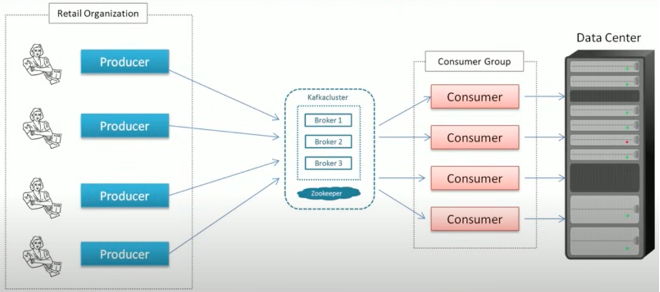 Retail Organization
Producer
Producer
Producer
Producer
Kafkacluster
Broker 1
Broker 2
Broker 3
Zookeeper
Consumer Group
Consumer
Consumer
Consumer
Consumer
Data Center